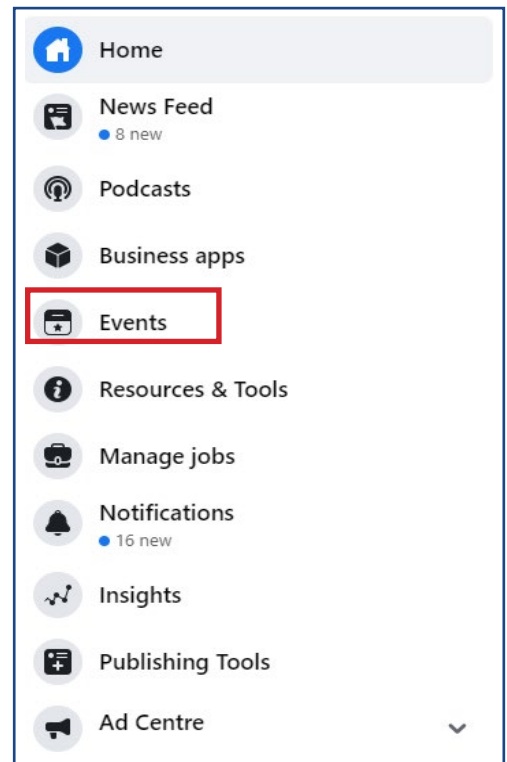 Home
News Feed
8 new
Podcasts
Business apps
Events
Resources & Tools
Manage jobs
Notifications
16 new
Insights
Publishing Tools
Ad Centre